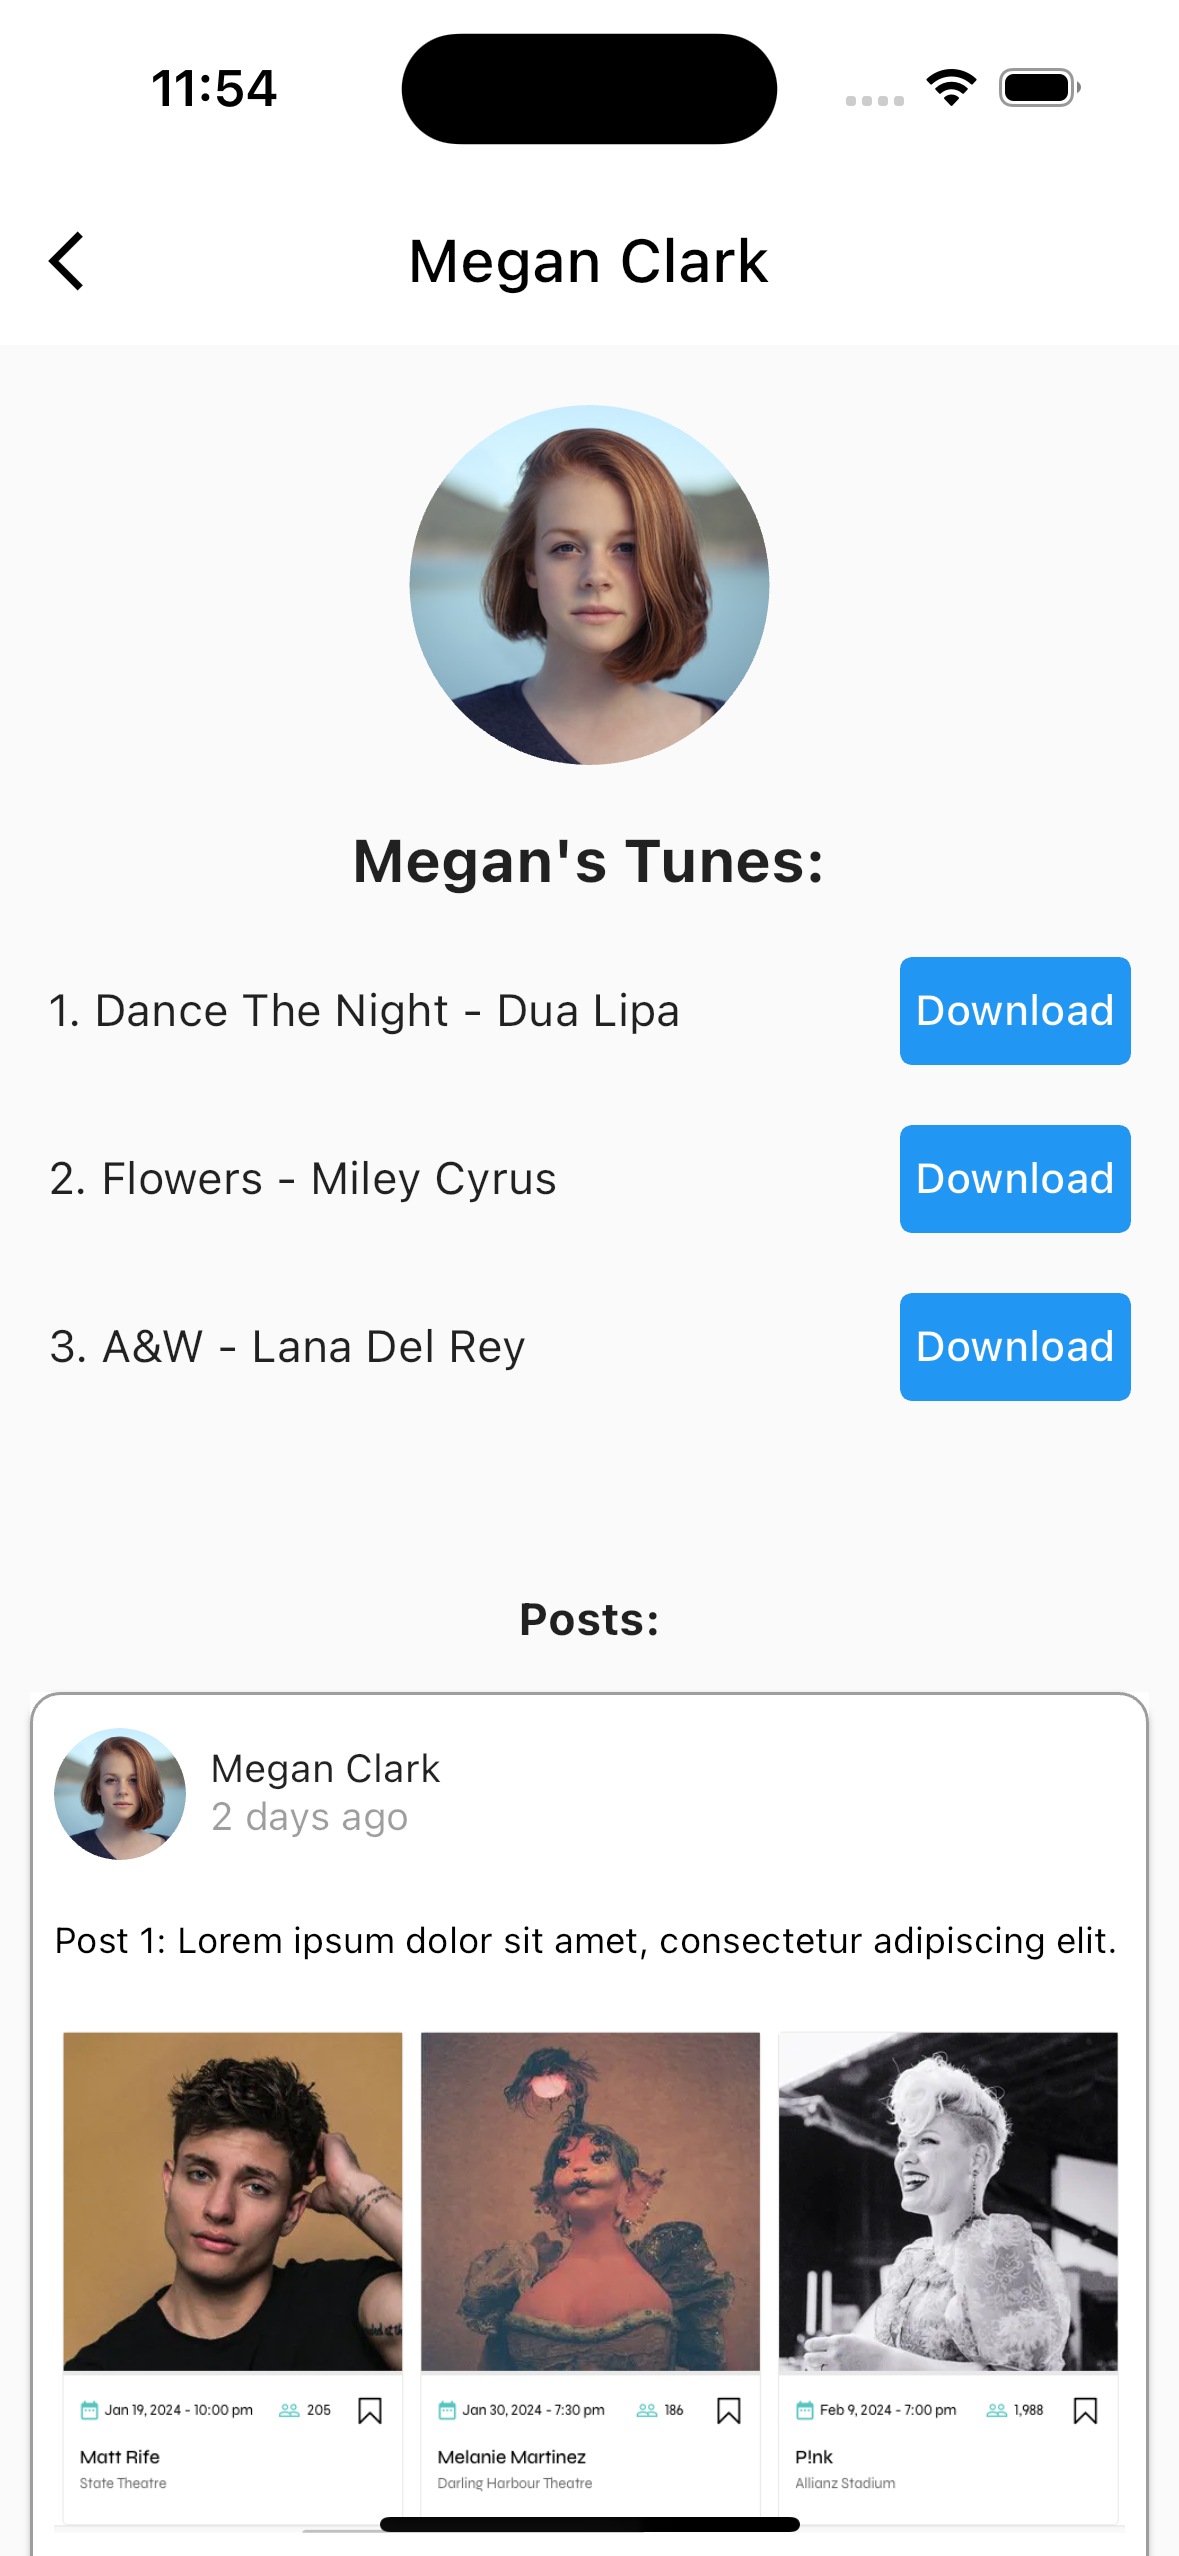 11:54
Megan Clark
Megan's Tunes:
1. Dance The Night - Dua Lipa
Download
2. Flowers - Miley Cyrus
Download
3. A&W - Lana Del Rey
Download
Posts:
Megan Clark
2 days ago
Post 1: Lorem ipsum dolor sit amet, consectetur adipiscing elit.
Jan 19, 2024 - 10:00 pm 205
Matt Rife
State Theatre
Jan 30, 2024 - 7:30 pm 186
Melanie Martinez
Darling Harbour Theatre
Feb 9, 2024 - 7:00 pm 1,988
P!nk
Allianz Stadium